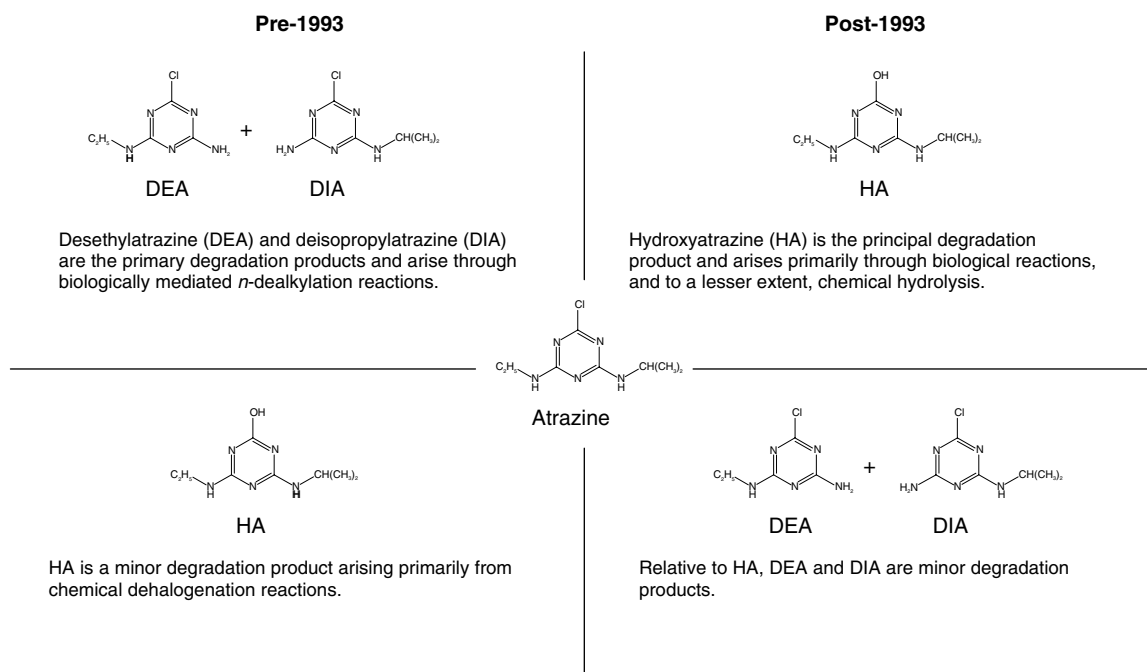 Pre-1993
Post-1993
Cl
N
N
N
C₂H₅
N
H
NH₂
DEA
+
Cl
N
N
N
H₂N
N
H
CH(CH₃)₂
DIA
Desethylatrazine (DEA) and deisopropylatrazine (DIA)
are the primary degradation products and arise through
biologically mediated n-dealkylation reactions.
OH
N
N
N
C₂H₅
N
H
N
H
CH(CH₃)₂
HA
Hydroxyatrazine (HA) is the principal degradation
product and arises primarily through biological reactions,
and to a lesser extent, chemical hydrolysis.
Cl
N
N
N
C₂H₅
N
H
N
H
CH(CH₃)₂
Atrazine
OH
N
N
N
C₂H₅
N
H
N
H
CH(CH₃)₂
HA
HA is a minor degradation product arising primarily from
chemical dehalogenation reactions.
Cl
N
N
N
C₂H₅
N
H
NH₂
DEA
+
Cl
N
N
N
H₂N
N
H
CH(CH₃)₂
DIA
Relative to HA, DEA and DIA are minor degradation
products.